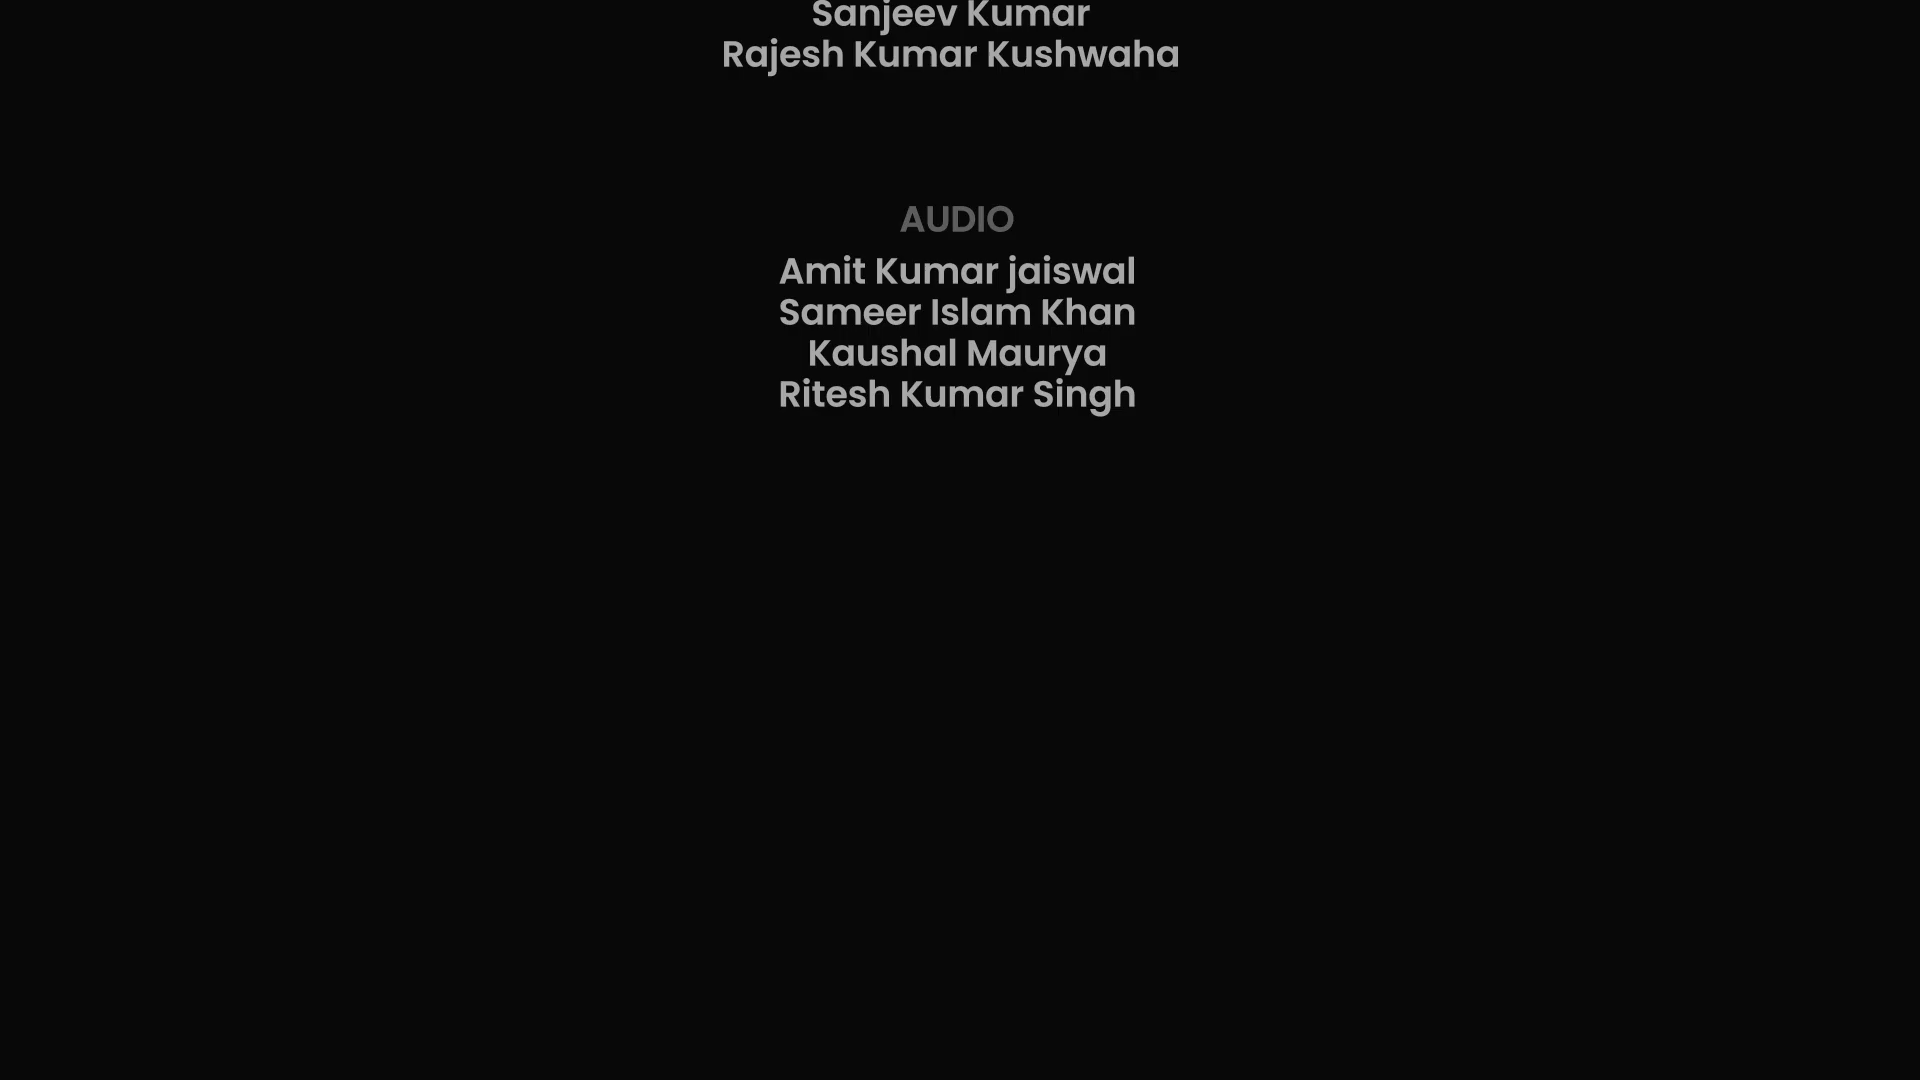 Sanjeev Kumar
Rajesh Kumar Kushwaha
AUDIO
Amit Kumar jaiswal
Sameer Islam Khan
Kaushal Maurya
Ritesh Kumar Singh